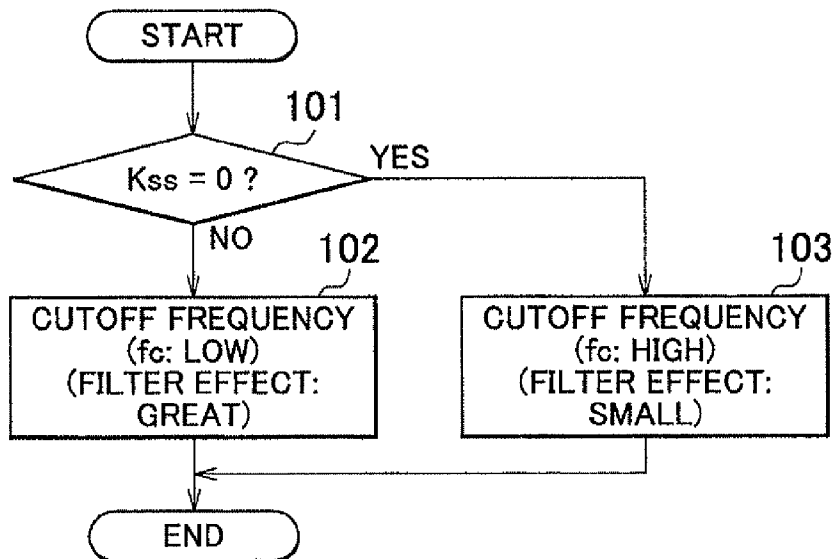 START
101
Kss = 0 ?
YES
NO
102
CUTOFF FREQUENCY
(fc: LOW)
(FILTER EFFECT:
GREAT)
103
CUTOFF FREQUENCY
(fc: HIGH)
(FILTER EFFECT:
SMALL)
END